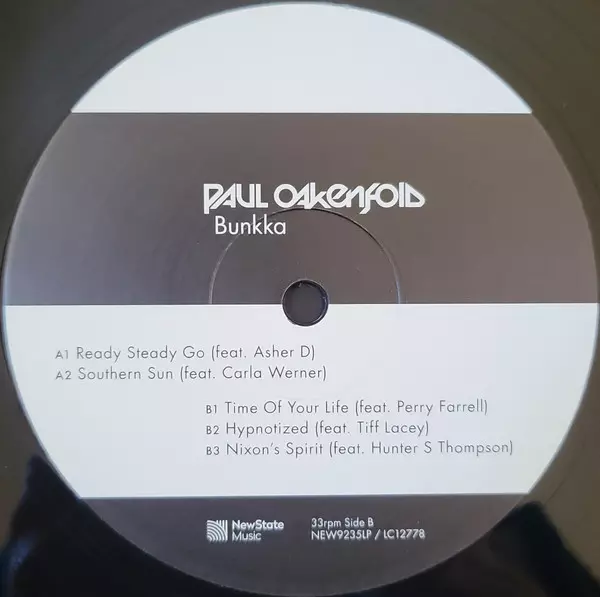 PAUL OAKENFOLD
Bunkka
A1 Ready Steady Go (feat. Asher D)
A2 Southern Sun (feat. Carla Werner)
B1 Time Of Your Life (feat. Perry Farrell)
B2 Hypnotized (feat. Tiff Lacey)
B3 Nixon's Spirit (feat. Hunter S Thompson)
NewState
Music
33rpm Side B
NEW9235LP / LC12778